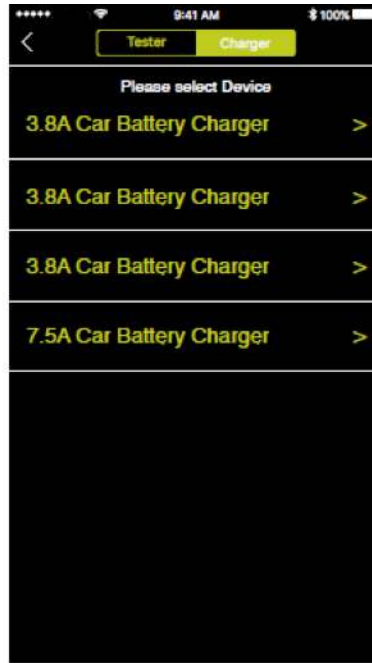 9:41 AM 100%
Tester Charger
Please select Device
3.8A Car Battery Charger >
3.8A Car Battery Charger >
3.8A Car Battery Charger >
7.5A Car Battery Charger >